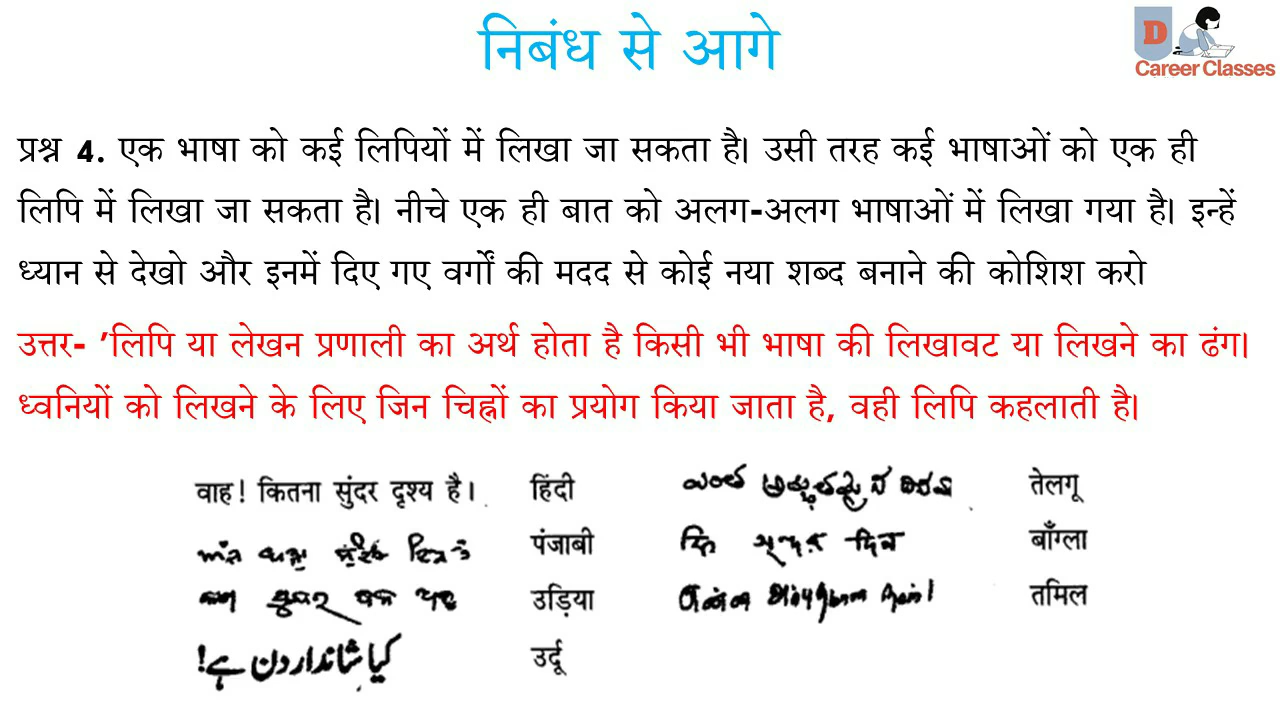 निबंध से आगे
D
Career Classes
प्रश्न 4. एक भाषा को कई लिपियों में लिखा जा सकता है। उसी तरह कई भाषाओं को एक ही
लिपि में लिखा जा सकता है। नीचे एक ही बात को अलग-अलग भाषाओं में लिखा गया है। इन्हें
ध्यान से देखो और इनमें दिए गए वर्गों की मदद से कोई नया शब्द बनाने की कोशिश करो
उत्तर- ’लिपि या लेखन प्रणाली का अर्थ होता है किसी भी भाषा की लिखावट या लिखने का ढंग।
ध्वनियों को लिखने के लिए जिन चिह्नों का प्रयोग किया जाता है, वही लिपि कहलाती है।
वाह! कितना सुंदर दृश्य है। हिंदी
तेलगू
पंजाबी
बाँग्ला
उड़िया
तमिल
کیا شاندار دن ہے! उर्दू